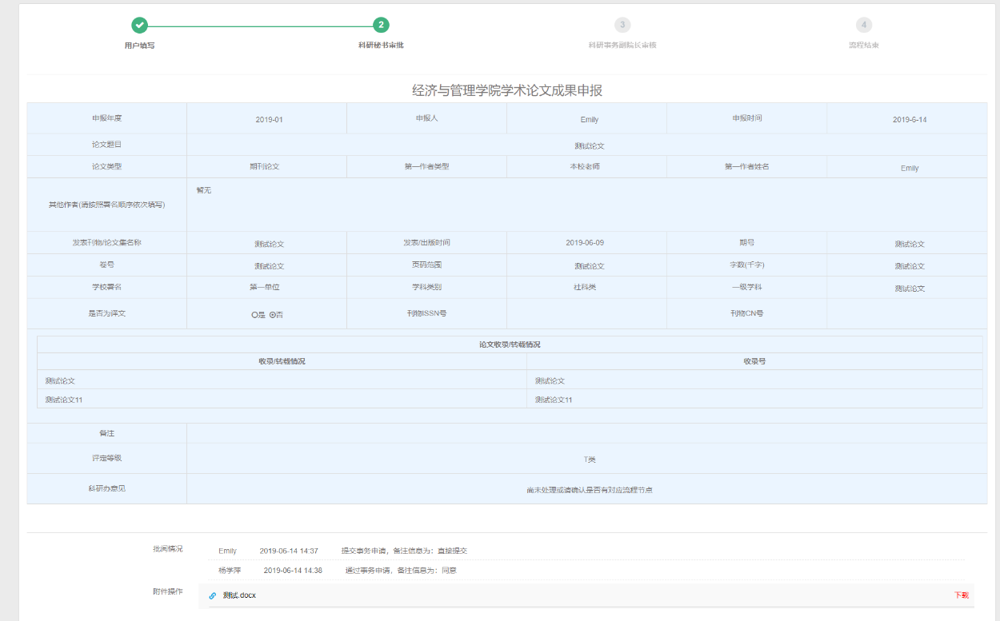 2 3 4
用户填写 科研秘书审批 科研事务副院长审核 流程结束
经济与管理学院学术论文成果申报
申报年度 2019-01 申报人 Emily 申报时间 2019-6-14
论文题目 测试论文
论文类型 期刊论文 第一作者类型 本校老师 第一作者姓名 Emily
其他作者(请按照署名顺序依次填写) 暂无
发表刊物/论文集名称 测试论文 发表/出版时间 2019-06-09 期号 测试论文
卷号 测试论文 页码范围 测试论文 字数(千字) 测试论文
学校署名 第一单位 学科类别 社科类 一级学科 测试论文
是否为译文 是 否 刊物ISSN号 刊物CN号
论文收录/转载情况
收录/转载情况 收录号
测试论文 测试论文
测试论文11 测试论文11
备注
评定等级 T类
科研办意见 尚未处理或请确认是否有对应流程节点
批阅情况 Emily 2019-06-14 14:37 提交事务申请，备注信息为：直接提交
杨学萍 2019-06-14 14:38 通过事务申请，备注信息为：同意
附件操作 测试.docx 下载